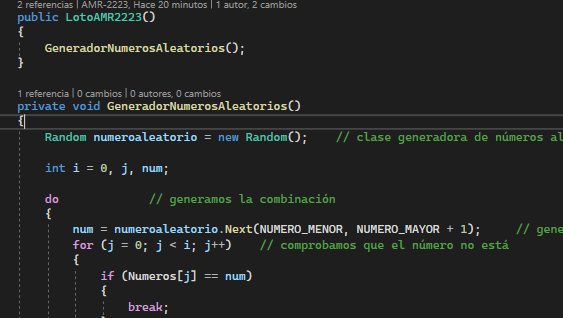 2 referencias | AMR-2223, Hace 20 minutos | 1 autor, 2 cambios
public LotoAMR2223()
{
GeneradorNumerosAleatorios();
}
1 referencia | 0 cambios | 0 autores, 0 cambios
private void GeneradorNumerosAleatorios()
{
Random numeroaleatorio = new Random();    // clase generadora de números al
int i = 0, j, num;
do             // generamos la combinación
{
num = numeroaleatorio.Next(NUMERO_MENOR, NUMERO_MAYOR + 1);     // gene
for (j = 0; j < i; j++)    // comprobamos que el número no está
{
if (Numeros[j] == num)
{
break;